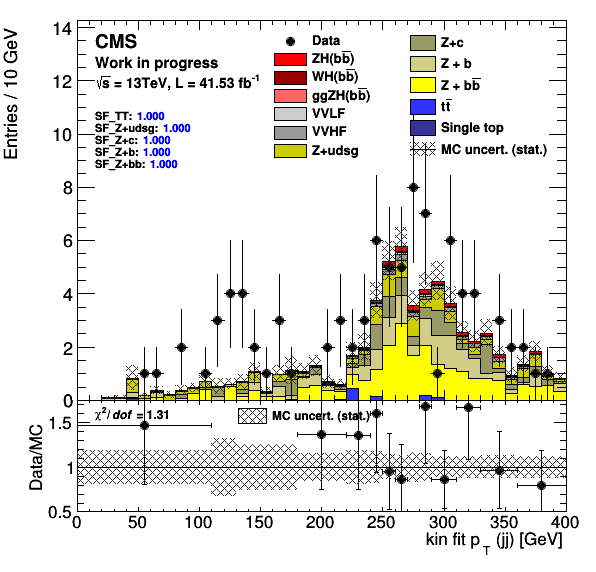 CMS
Work in progress
√s = 13TeV, L = 41.53 fb⁻¹
SF_TT: 1.000
SF_Z+udsg: 1.000
SF_Z+c: 1.000
SF_Z+b: 1.000
SF_Z+bb: 1.000
Data
ZH(bb̅)
WH(bb̅)
ggZH(bb̅)
VVLF
VVHF
Z+udsg
Z+c
Z + b
Z + bb̅
tt̅
Single top
MC uncert. (stat.)
Entries / 10 GeV
14
12
10
8
6
4
2
0
χ²/ dof = 1.31
MC uncert. (stat.)
Data/MC
1.5
1
0.5
0 50 100 150 200 250 300 350 400
kin fit p_T (jj) [GeV]